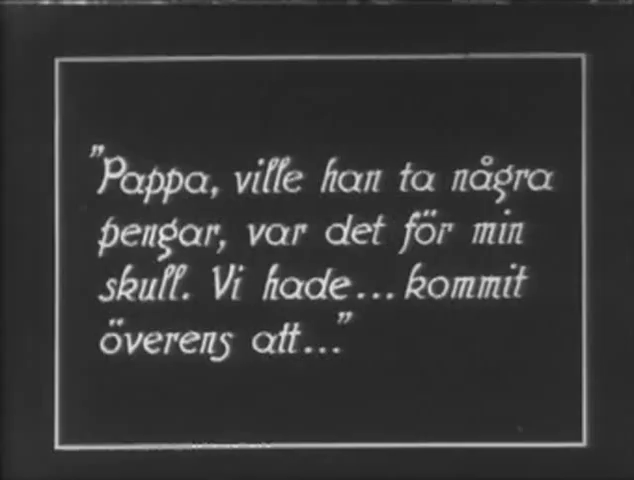 "Pappa, ville han ta några
pengar, var det för min
skull. Vi hade... kommit
överens att..."